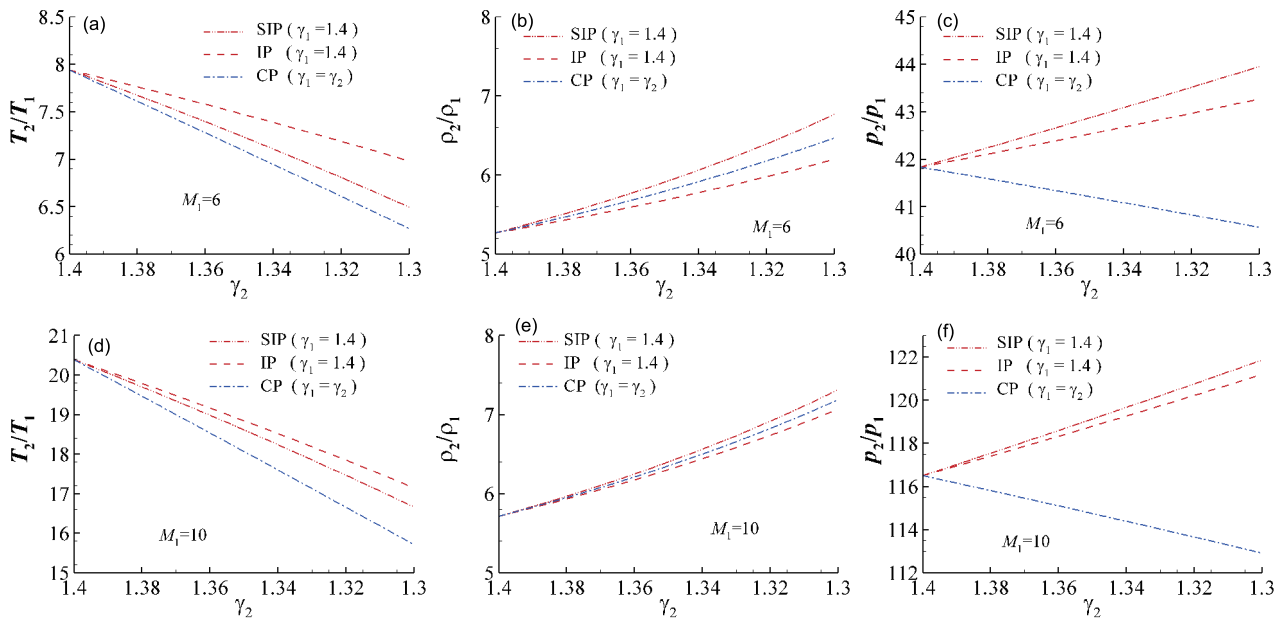 (a)
SIP ( γ₁ =1.4 )
IP ( γ₁ =1.4 )
CP ( γ₁ = γ₂ )
T₂/T₁
8.5
8
7.5
7
6.5
6
M₁=6
1.4 1.38 1.36 1.34 1.32 1.3
γ₂
(b)
SIP ( γ₁ = 1.4 )
IP ( γ₁ = 1.4 )
CP ( γ₁ = γ₂ )
ρ₂/ρ₁
8
7
6
5
M₁=6
1.4 1.38 1.36 1.34 1.32 1.3
γ₂
(c)
SIP ( γ₁ = 1.4 )
IP ( γ₁ = 1.4 )
CP ( γ₁ = γ₂ )
p₂/p₁
45
44
43
42
41
40
M₁=6
1.4 1.38 1.36 1.34 1.32 1.3
γ₂
(d)
SIP ( γ₁ = 1.4 )
IP ( γ₁ = 1.4 )
CP ( γ₁ = γ₂ )
T₂/T₁
21
20
19
18
17
16
15
M₁=10
1.4 1.38 1.36 1.34 1.32 1.3
γ₂
(e)
SIP ( γ₁ = 1.4 )
IP ( γ₁ = 1.4 )
CP (γ₁ = γ₂ )
ρ₂/ρ₁
8
7
6
5
M₁=10
1.4 1.38 1.36 1.34 1.32 1.3
γ₂
(f)
SIP ( γ₁ = 1.4 )
IP ( γ₁ = 1.4 )
CP ( γ₁ = γ₂ )
p₂/p₁
122
120
118
116
114
112
M₁=10
1.4 1.38 1.36 1.34 1.32 1.3
γ₂